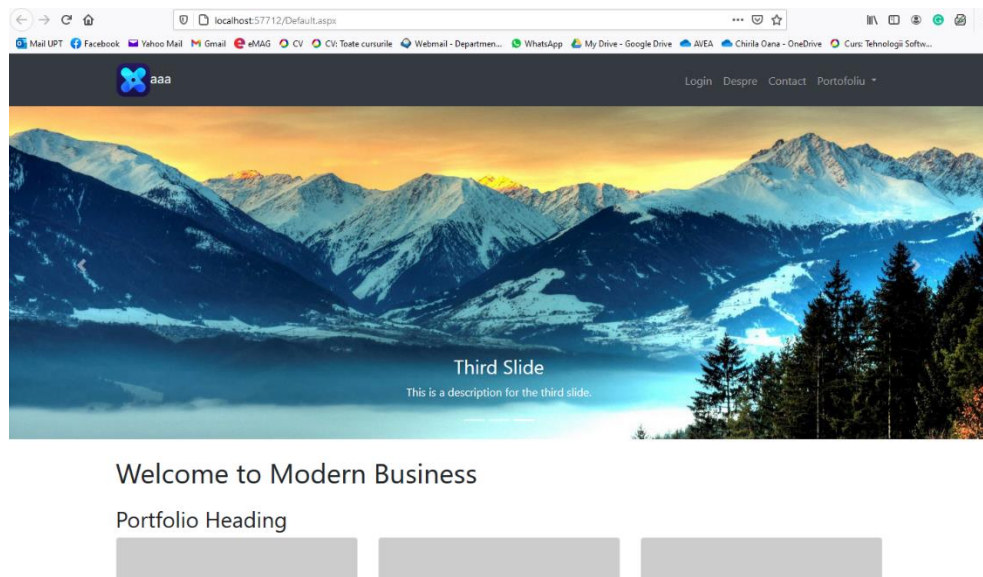 localhost:57712/Default.aspx
Mail UPT Facebook Yahoo Mail Gmail eMAG CV CV: Toate cursurile Webmail - Departmen... WhatsApp My Drive - Google Drive AVEA Chirila Oana - OneDrive Curs: Tehnologii Softw...
aaa Login Despre Contact Portofoliu
Third Slide
This is a description for the third slide.
Welcome to Modern Business
Portfolio Heading